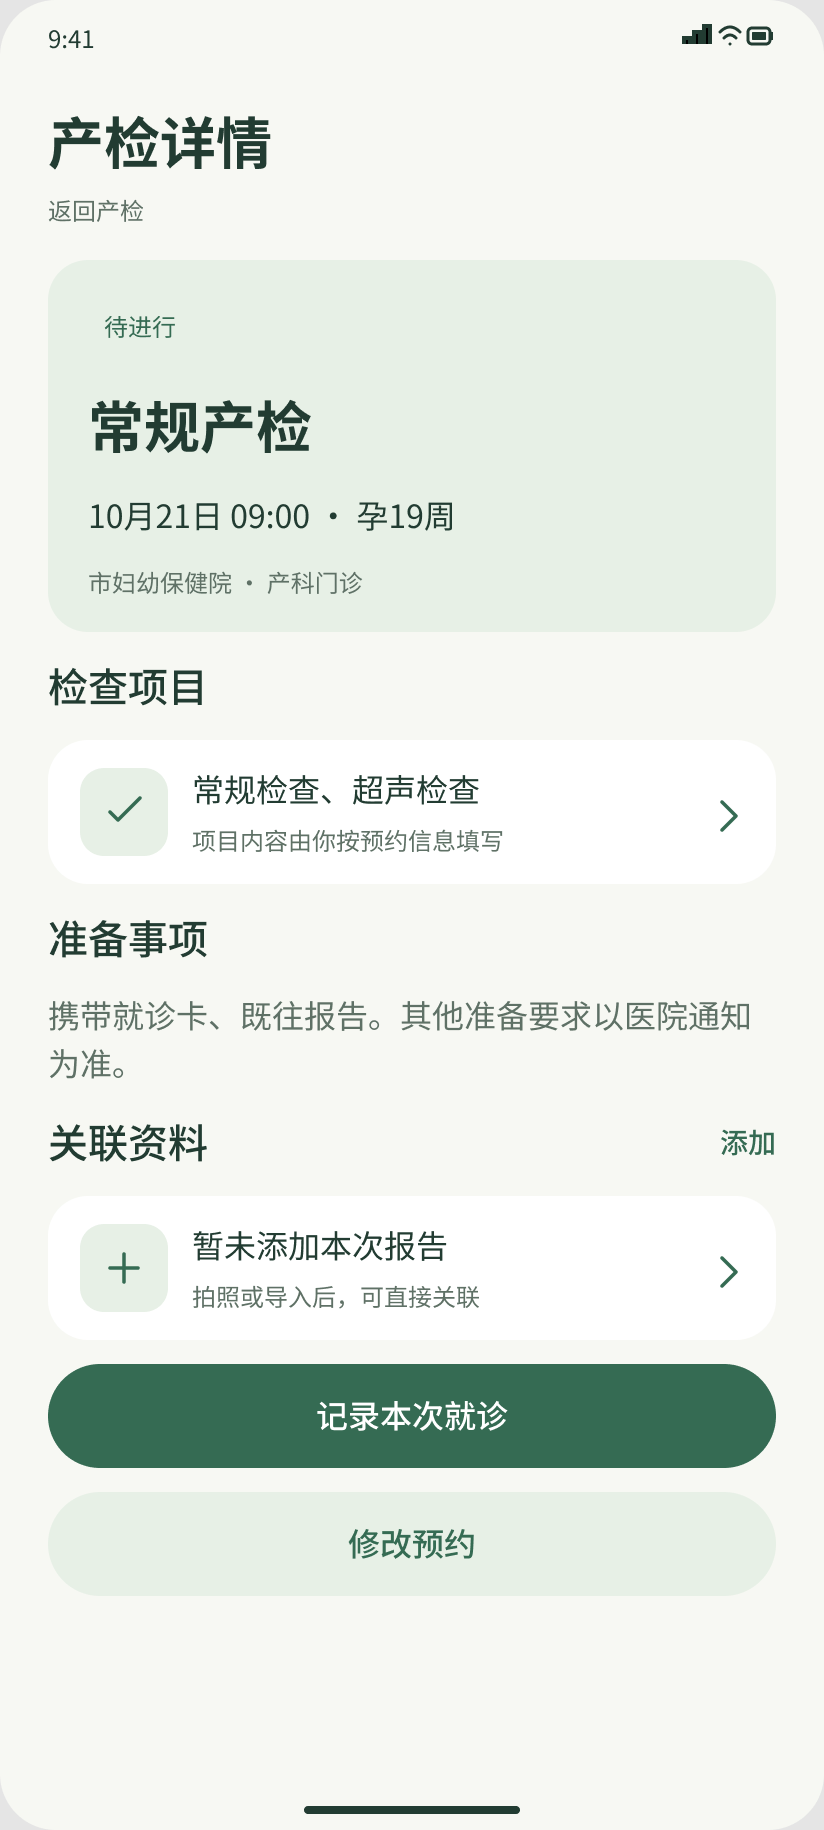 9:41
产检详情
返回产检
待进行
常规产检
10月21日 09:00 · 孕19周
市妇幼保健院 · 产科门诊
检查项目
常规检查、超声检查
项目内容由你按预约信息填写
准备事项
携带就诊卡、既往报告。其他准备要求以医院通知
为准。
关联资料
添加
暂未添加本次报告
拍照或导入后，可直接关联
记录本次就诊
修改预约